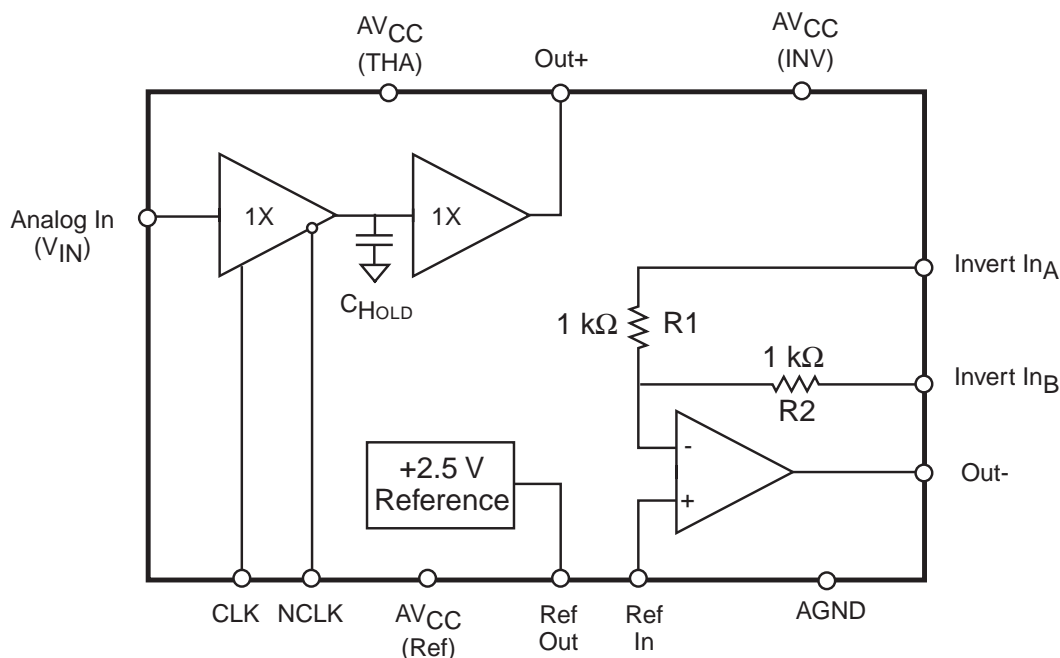 AVCC
(THA)
Out+
AVCC
(INV)
Analog In
(VIN)
1X
1X
CHOLD
Invert InA
1 kΩ
R1
1 kΩ
R2
Invert InB
-
+
Out-
+2.5 V
Reference
CLK
NCLK
AVCC
(Ref)
Ref
Out
Ref
In
AGND